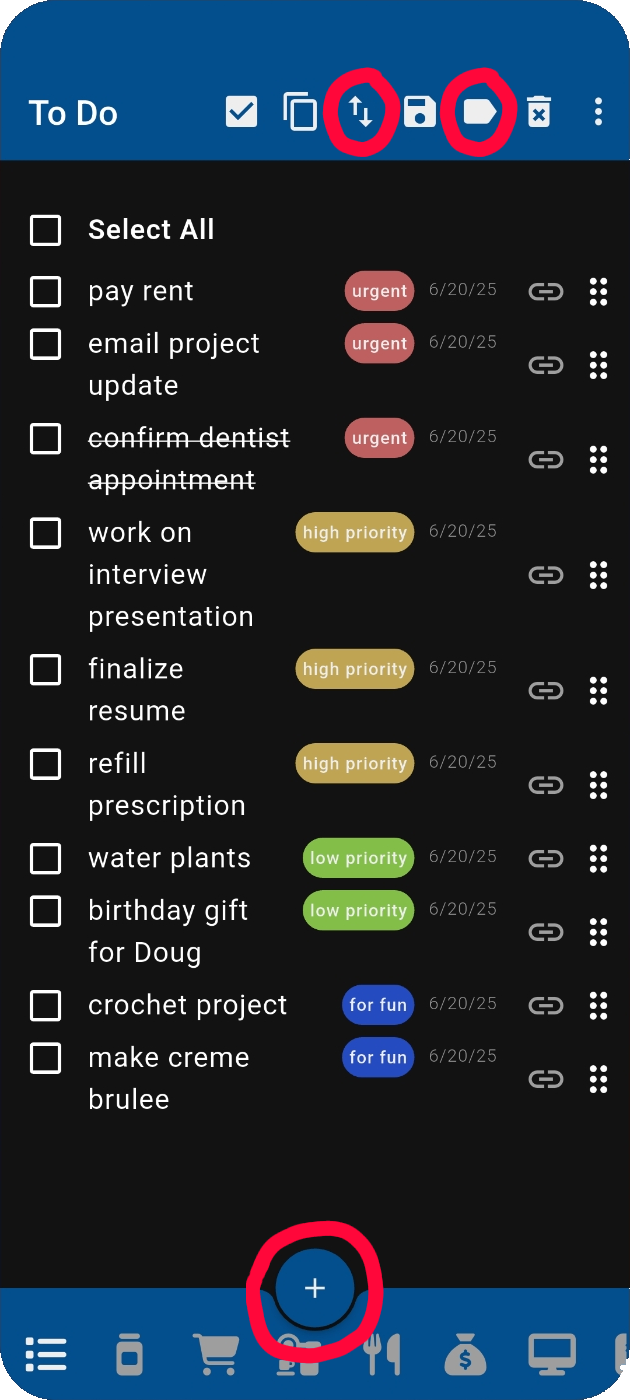 To Do
Select All
pay rent urgent 6/20/25
email project urgent 6/20/25
update
confirm dentist urgent 6/20/25
appointment
work on high priority 6/20/25
interview
presentation
finalize high priority 6/20/25
resume
refill high priority 6/20/25
prescription
water plants low priority 6/20/25
birthday gift low priority 6/20/25
for Doug
crochet project for fun 6/20/25
make creme for fun 6/20/25
brulee